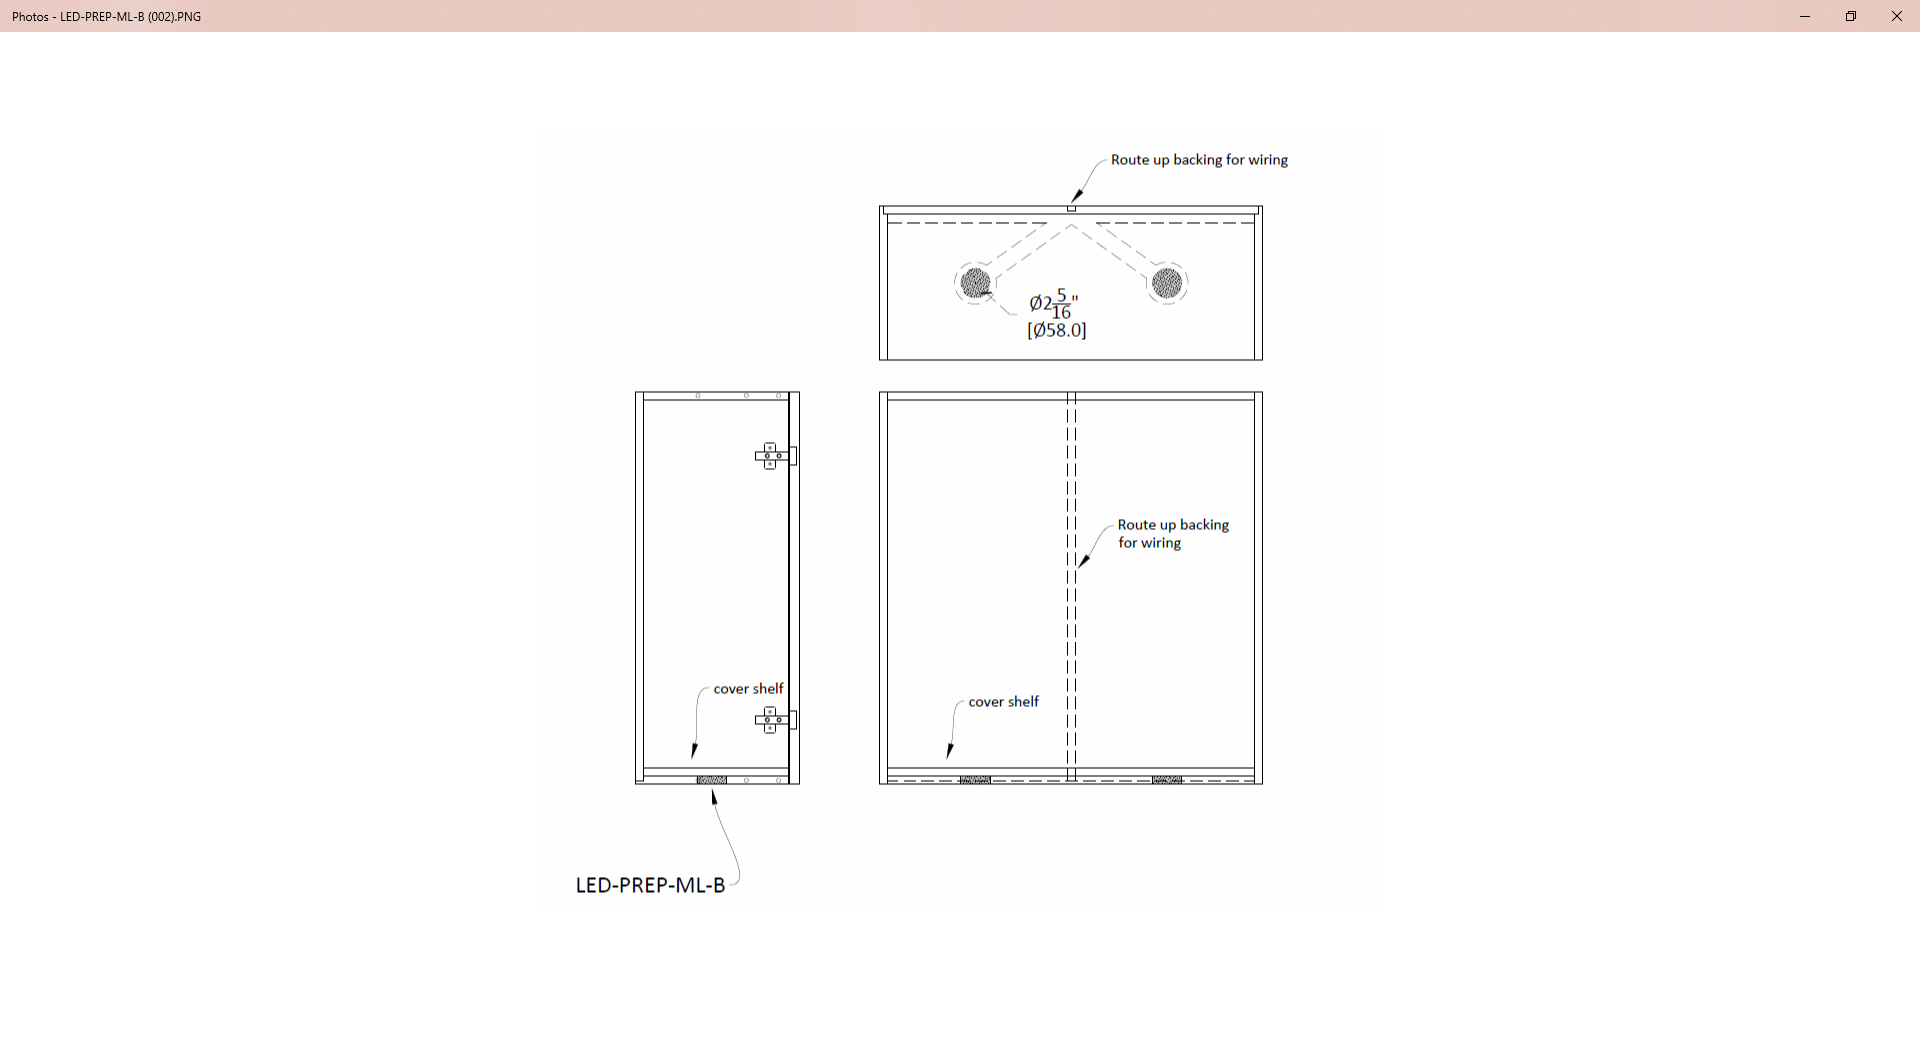 Photos - LED-PREP-ML-B (002).PNG
Route up backing for wiring
Ø2 5/16"
[Ø58.0]
Route up backing
for wiring
cover shelf
cover shelf
LED-PREP-ML-B